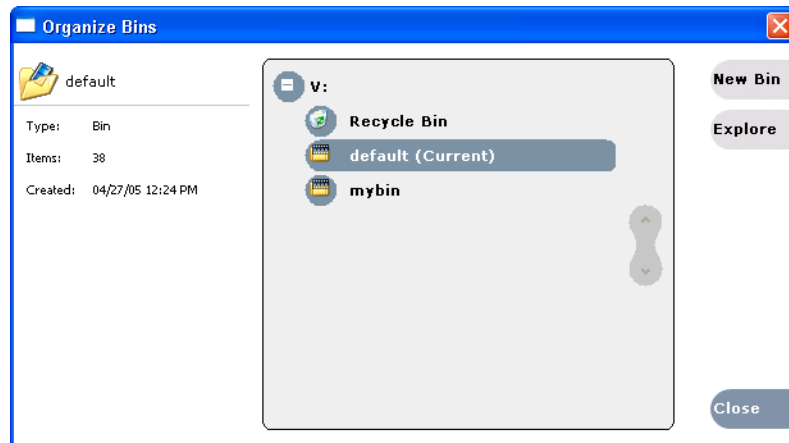 Organize Bins
default
Type: Bin
Items: 38
Created: 04/27/05 12:24 PM
V:
Recycle Bin
default (Current)
mybin
New Bin
Explore
Close